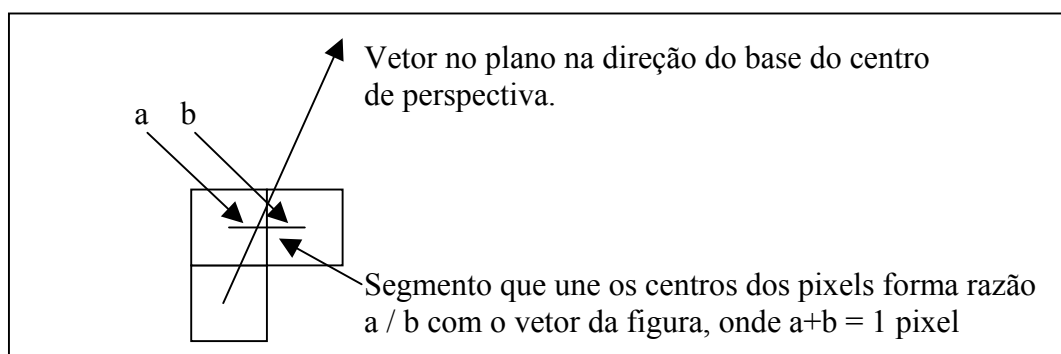 Vetor no plano na direção do base do centro
de perspectiva.
a b
Segmento que une os centros dos pixels forma razão
a / b com o vetor da figura, onde a+b = 1 pixel